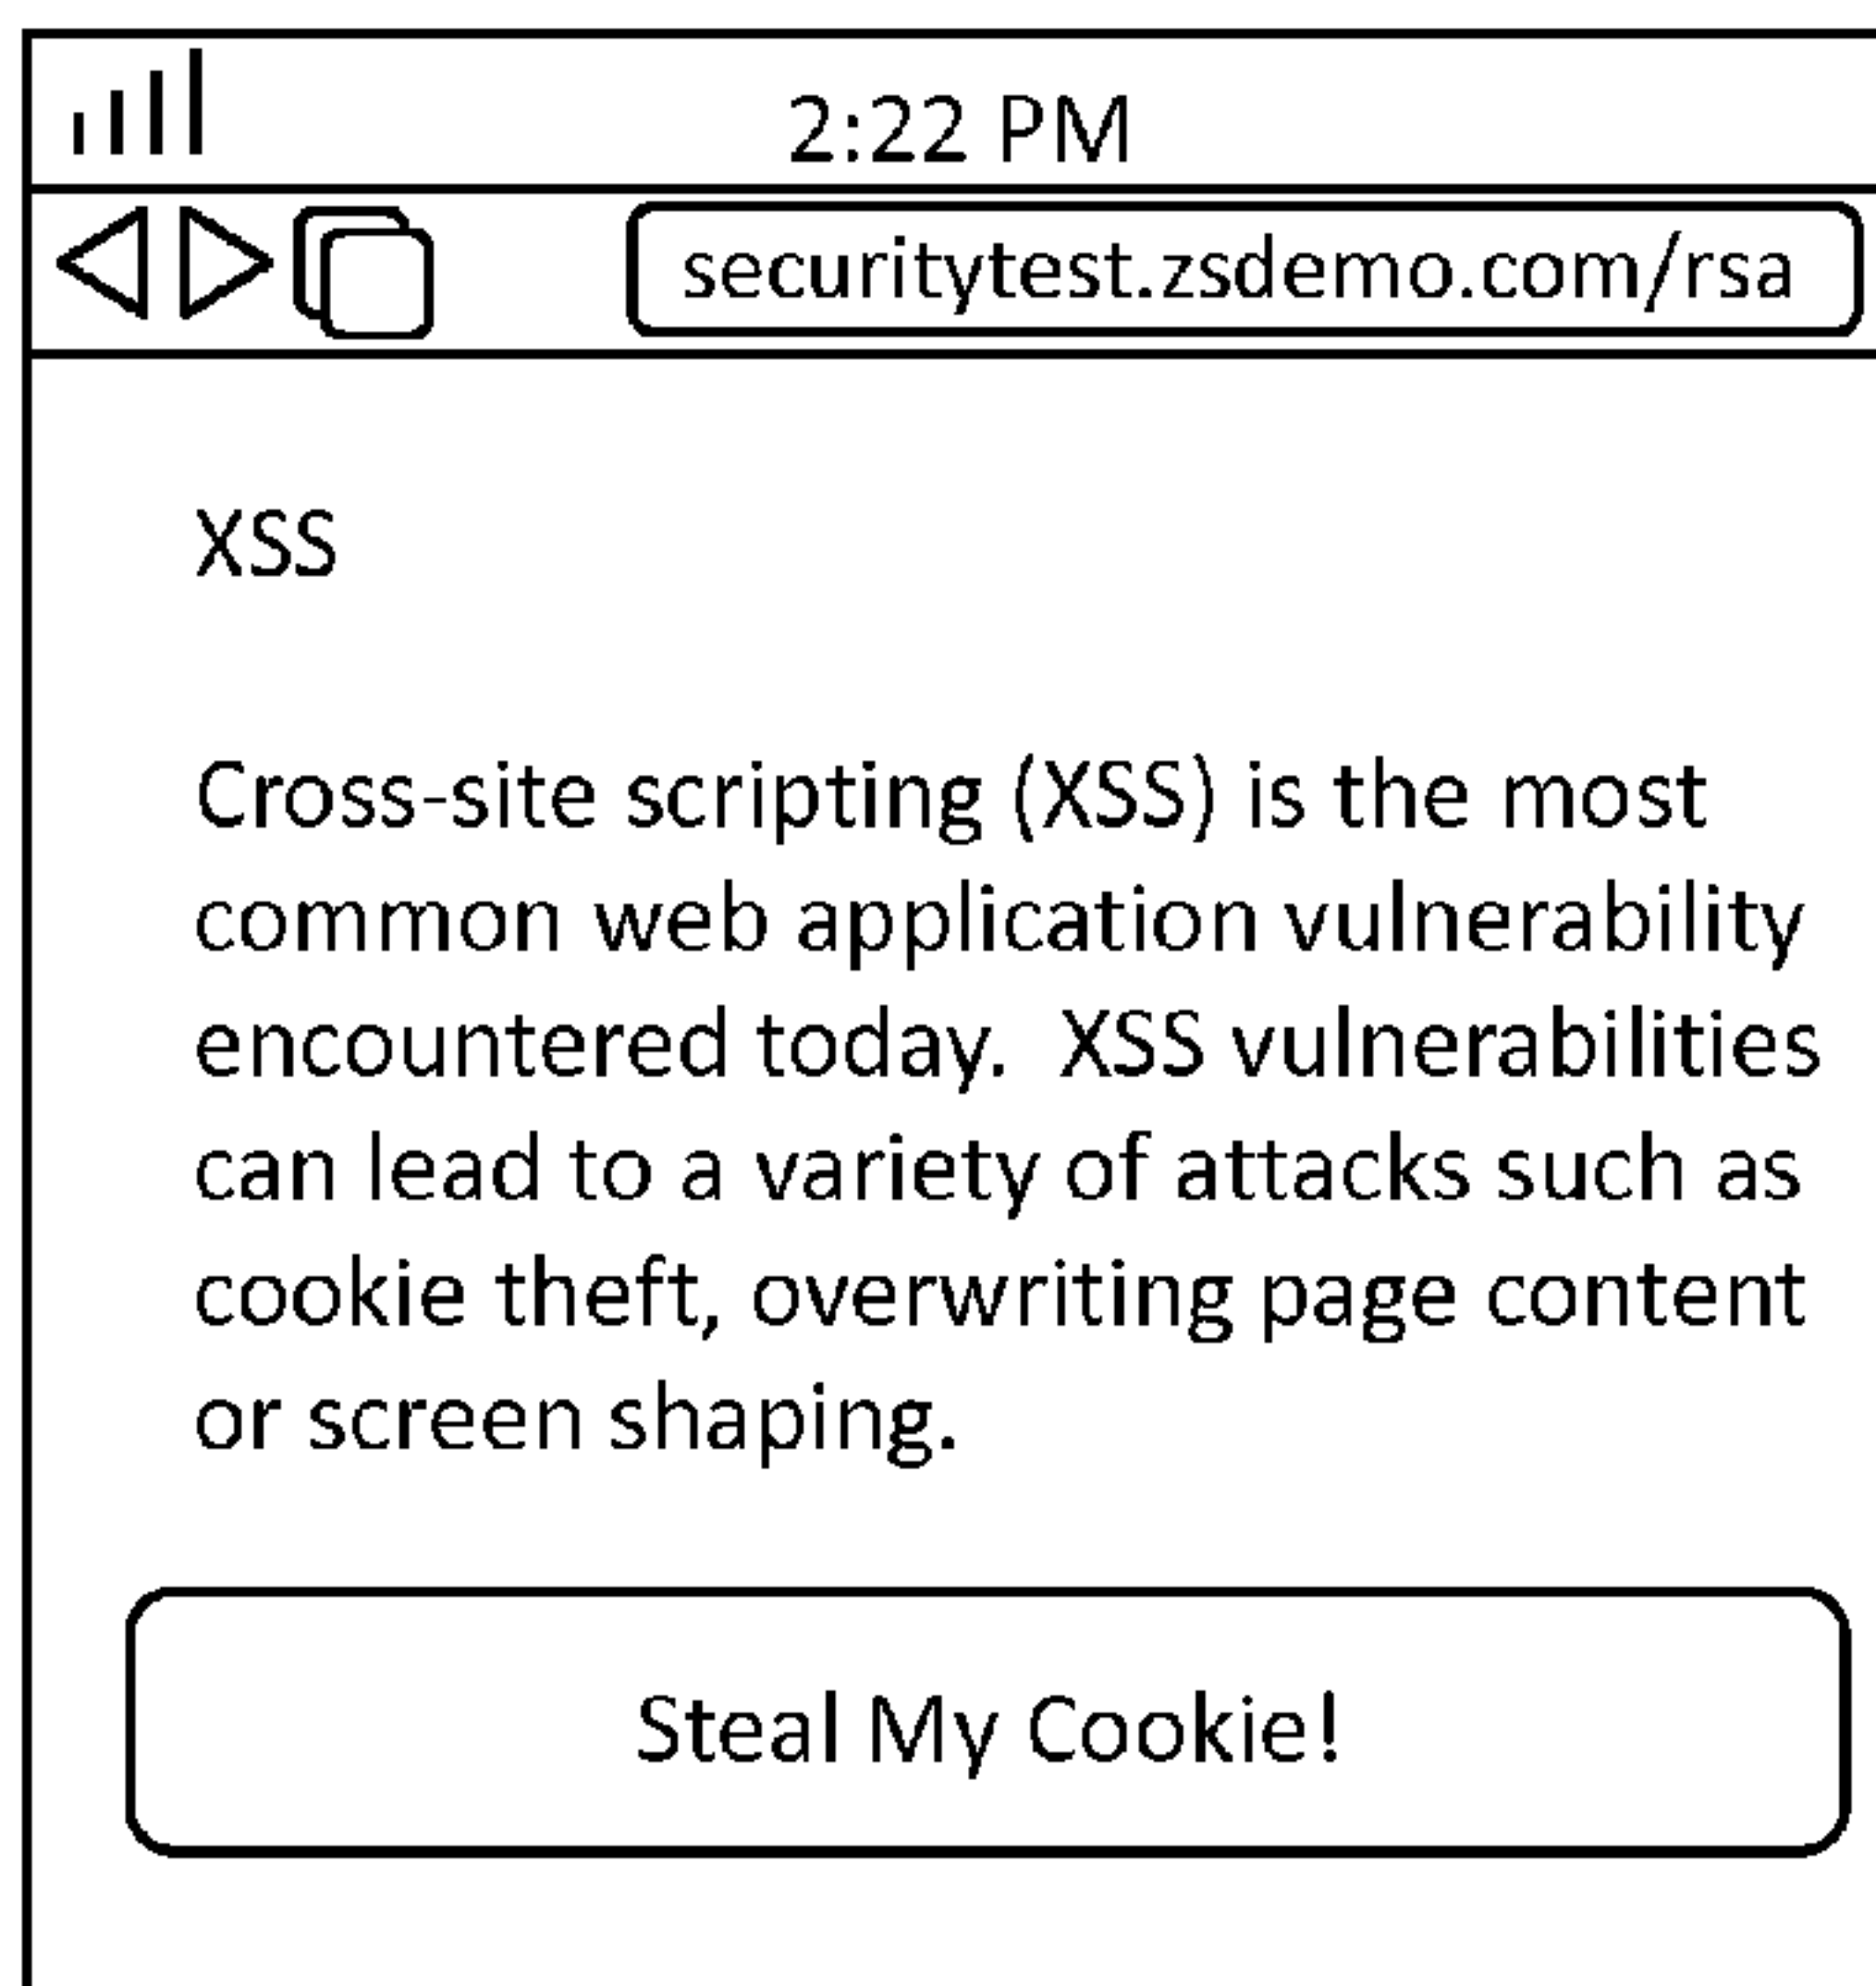 2:22 PM
securitytest.zsdemo.com/rsa
XSS
Cross-site scripting (XSS) is the most
common web application vulnerability
encountered today.  XSS vulnerabilities
can lead to a variety of attacks such as
cookie theft, overwriting page content
or screen shaping.
Steal My Cookie!